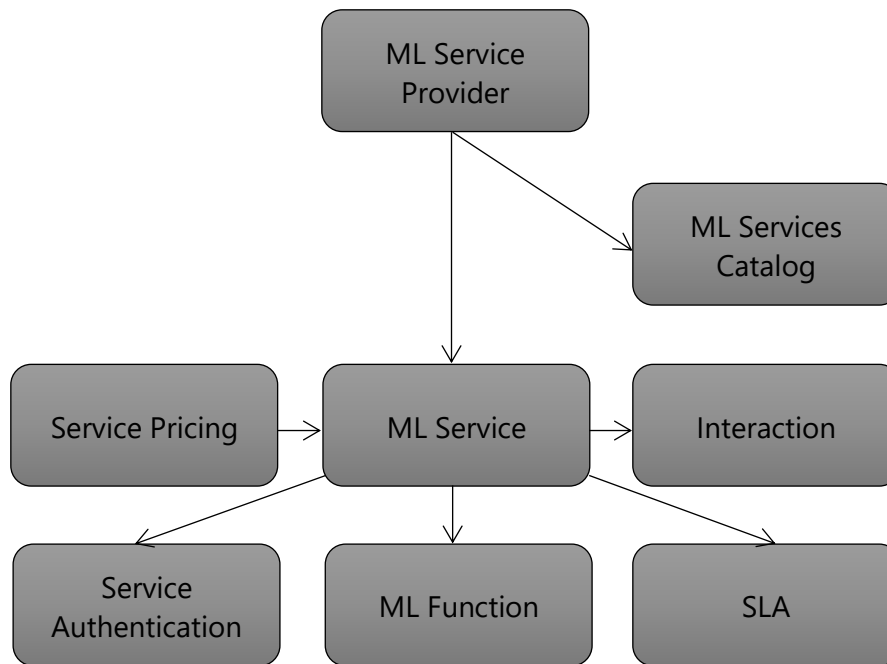 ML Service
Provider
ML Services
Catalog
Service Pricing
ML Service
Interaction
Service
Authentication
ML Function
SLA